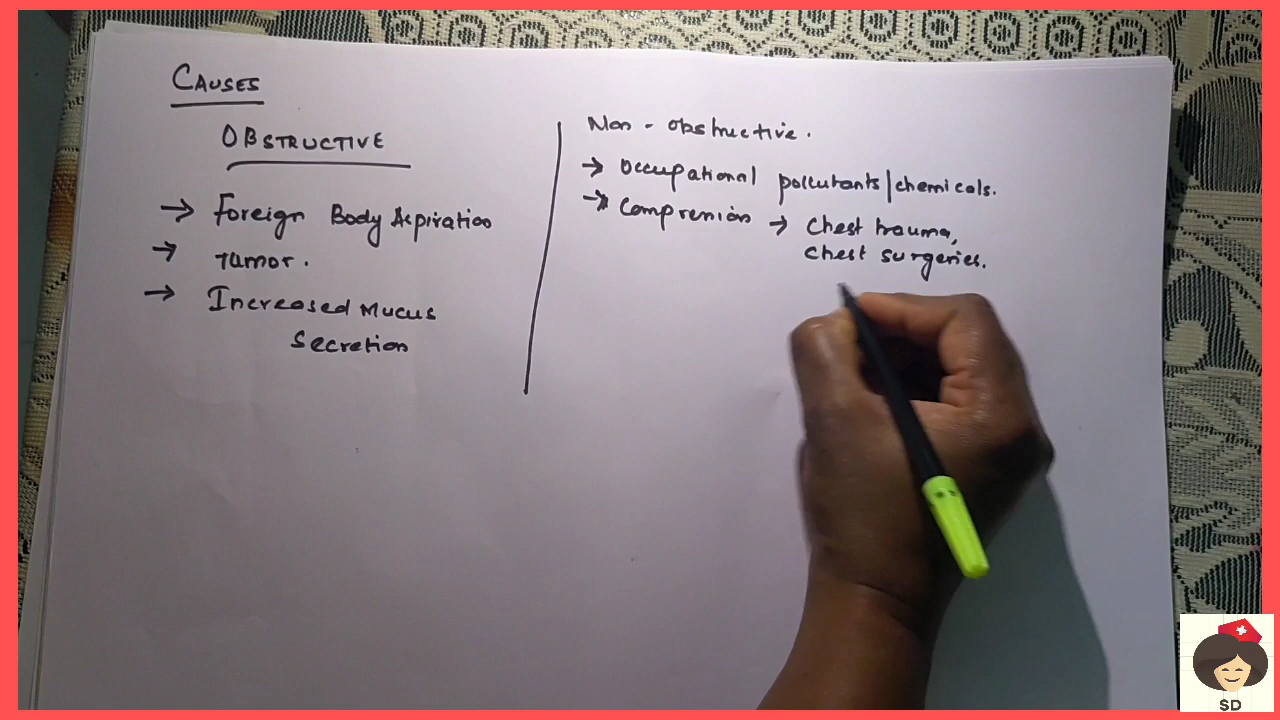 CAUSES
OBSTRUCTIVE
→ Foreign Body Aspiration
→ Tumor.
→ Increased Mucus
Secretion
Non - obstructive.
→ Occupational pollutants/chemicals.
→ Compression → Chest trauma,
chest surgeries.
SD